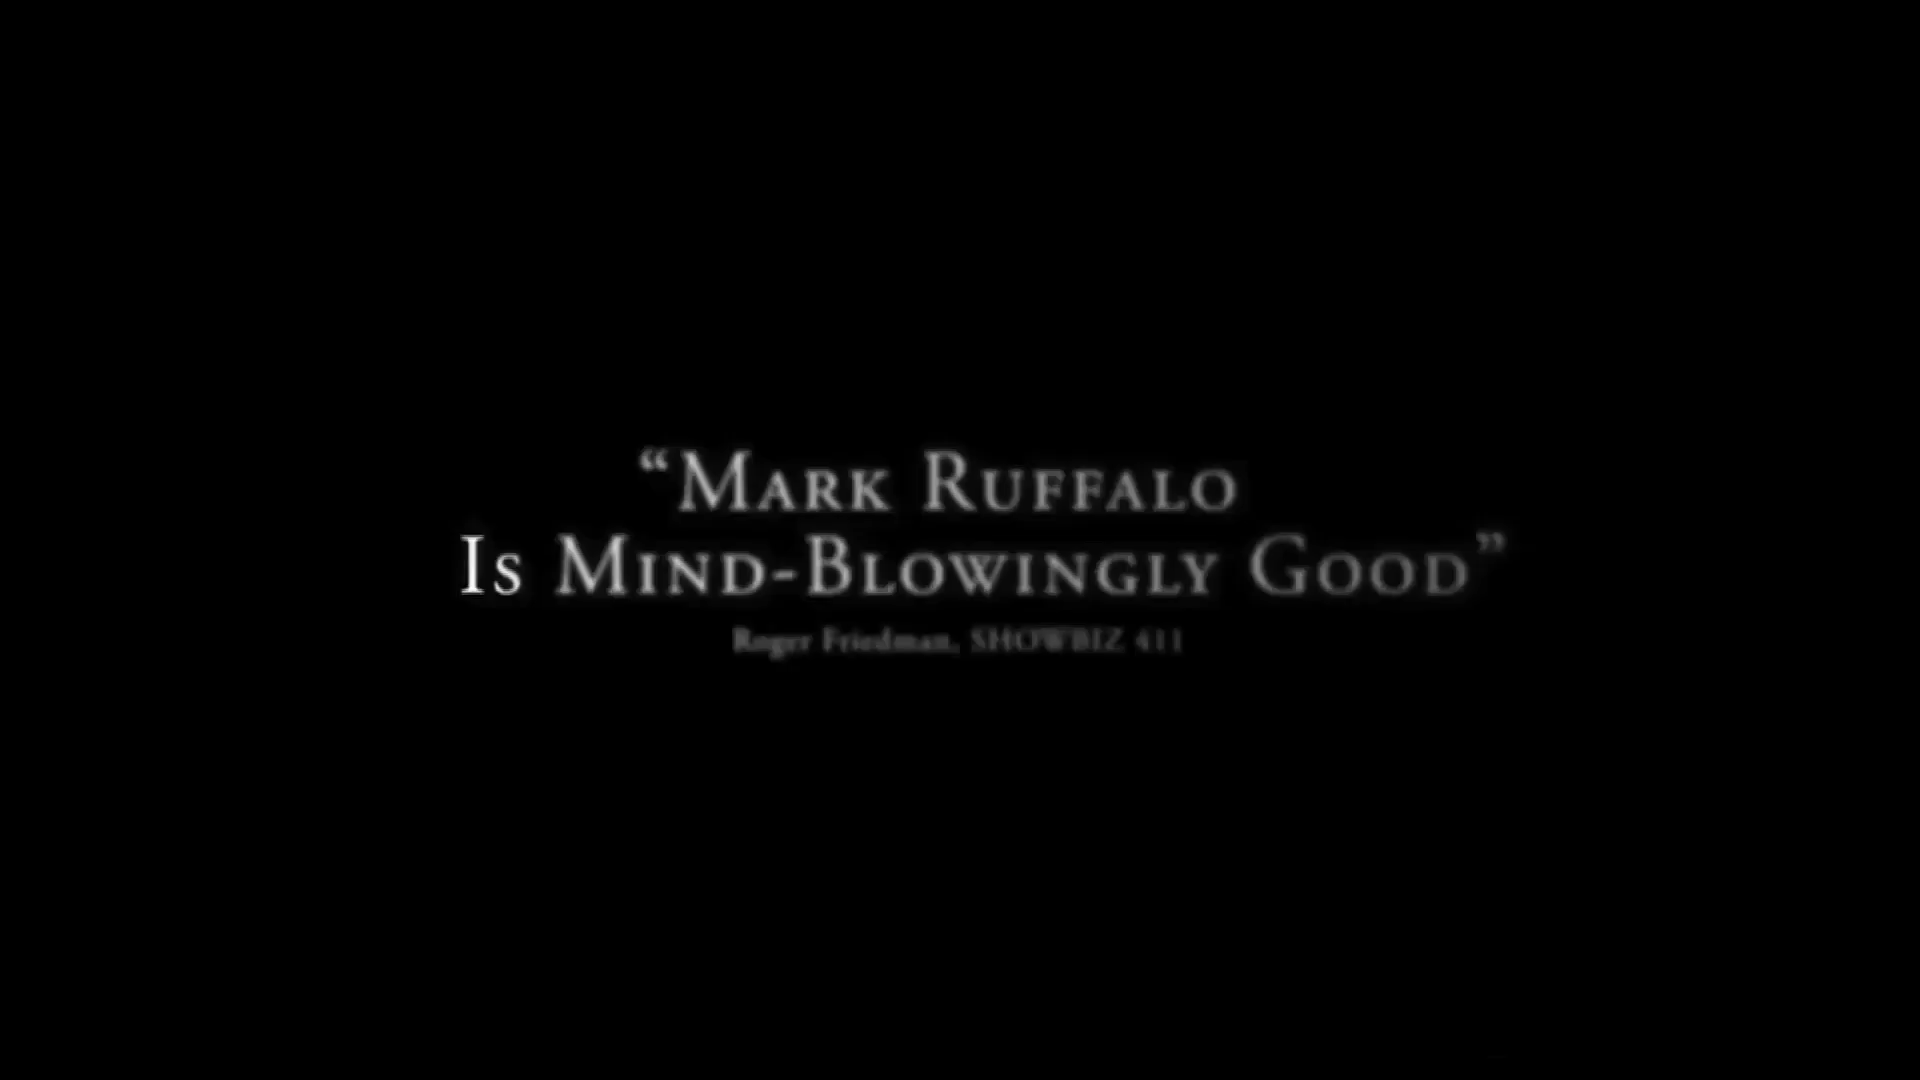 “Mark Ruffalo
Is Mind-Blowingly Good”
Roger Friedman, SHOWBIZ 411